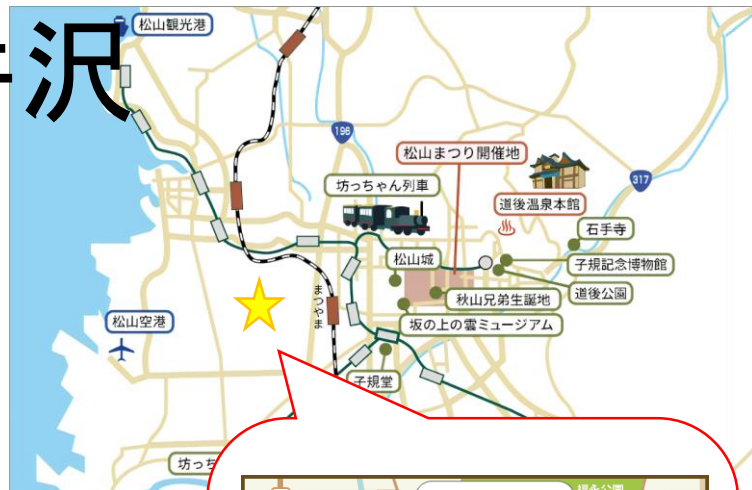 沢
松山観光港
196
松山まつり開催地
317
坊っちゃん列車
道後温泉本館
石手寺
松山城
子規記念博物館
道後公園
秋山兄弟生誕地
まつやま
坂の上の雲ミュージアム
松山空港
子規堂
坊っち